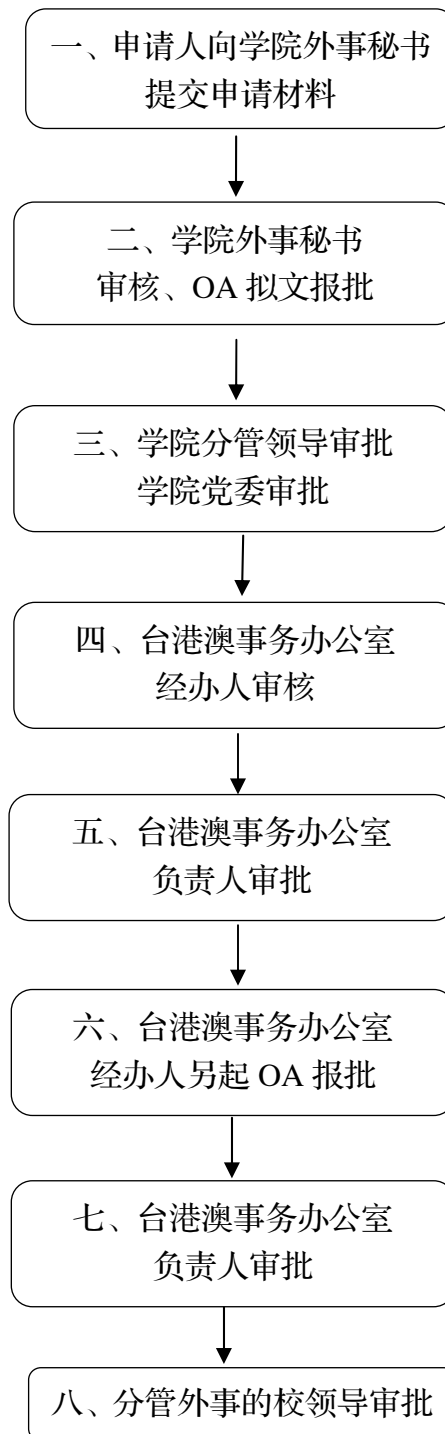 一、申请人向学院外事秘书
提交申请材料
二、学院外事秘书
审核、OA 拟文报批
三、学院分管领导审批
学院党委审批
四、台港澳事务办公室
经办人审核
五、台港澳事务办公室
负责人审批
六、台港澳事务办公室
经办人另起 OA 报批
七、台港澳事务办公室
负责人审批
八、分管外事的校领导审批